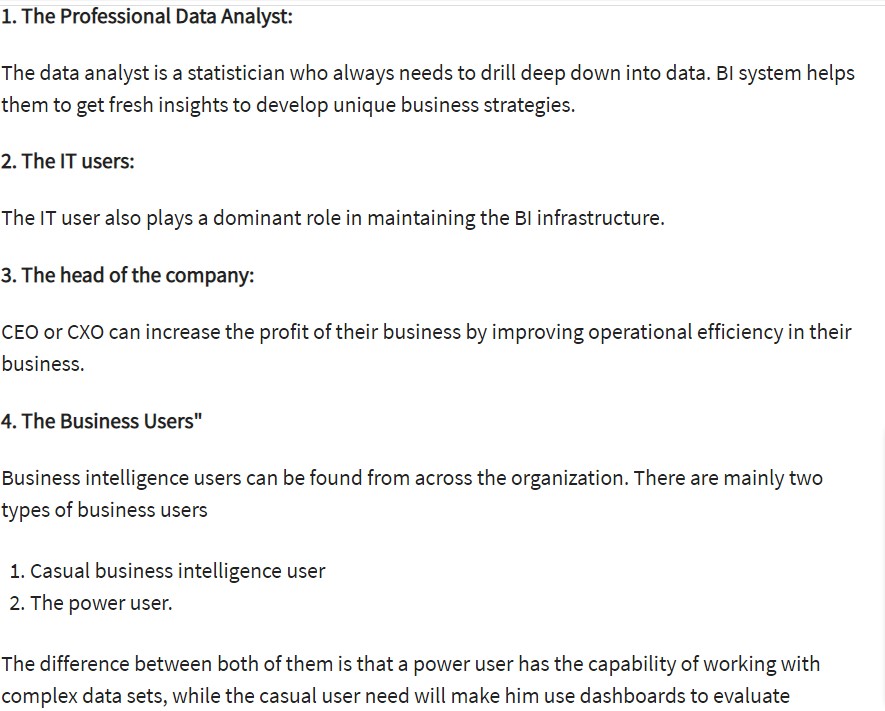 1. The Professional Data Analyst:
The data analyst is a statistician who always needs to drill deep down into data. BI system helps
them to get fresh insights to develop unique business strategies.
2. The IT users:
The IT user also plays a dominant role in maintaining the BI infrastructure.
3. The head of the company:
CEO or CXO can increase the profit of their business by improving operational efficiency in their
business.
4. The Business Users"
Business intelligence users can be found from across the organization. There are mainly two
types of business users
1. Casual business intelligence user
2. The power user.
The difference between both of them is that a power user has the capability of working with
complex data sets, while the casual user need will make him use dashboards to evaluate